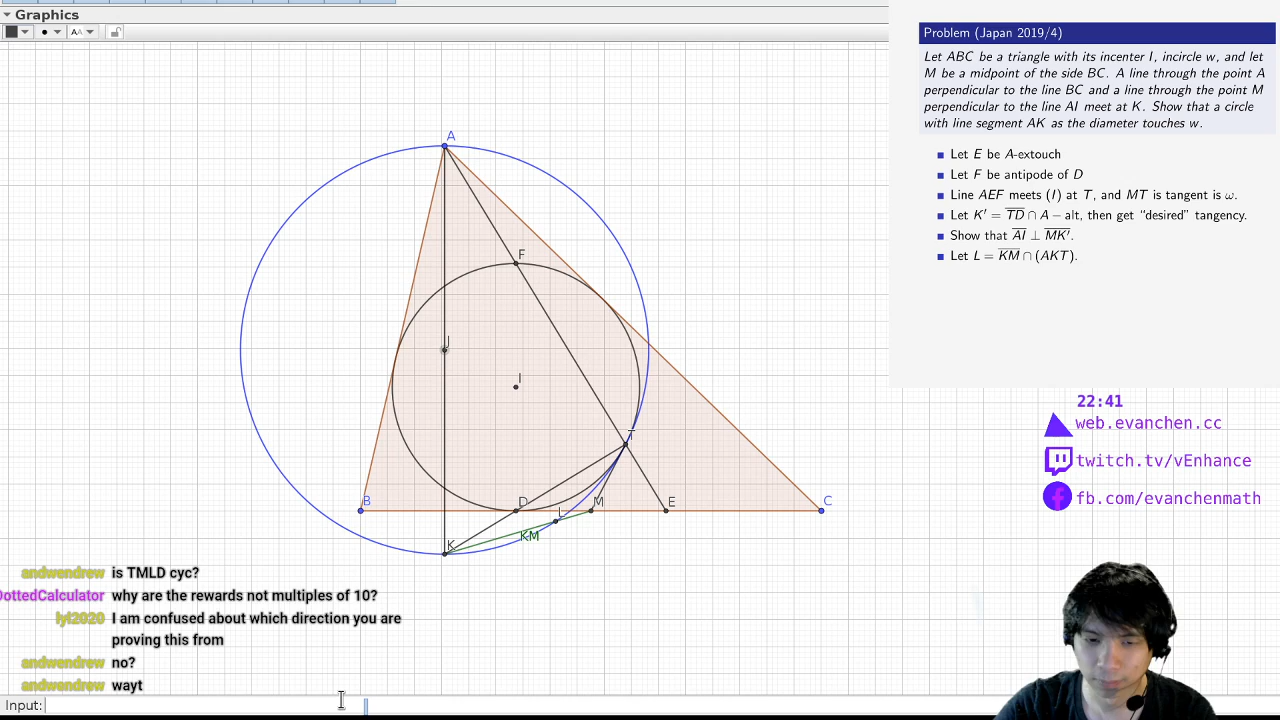 Graphics
AA
A
F
J
I
T
B
D
L
M
E
C
KM
K
andwendrew is TMLD cyc?
DottedCalculator why are the rewards not multiples of 10?
lyl2020 I am confused about which direction you are
proving this from
andwendrew no?
andwendrew wayt
Input:
Problem (Japan 2019/4)
Let ABC be a triangle with its incenter I, incircle w, and let
M be a midpoint of the side BC. A line through the point A
perpendicular to the line BC and a line through the point M
perpendicular to the line AI meet at K. Show that a circle
with line segment AK as the diameter touches w.
Let E be A-extouch
Let F be antipode of D
Line AEF meets (I) at T, and MT is tangent is ω.
Let K′ = TD ∩ A − alt, then get “desired” tangency.
Show that AI ⊥ MK′.
Let L = KM ∩ (AKT).
22:41
web.evanchen.cc
twitch.tv/vEnhance
fb.com/evanchenmath